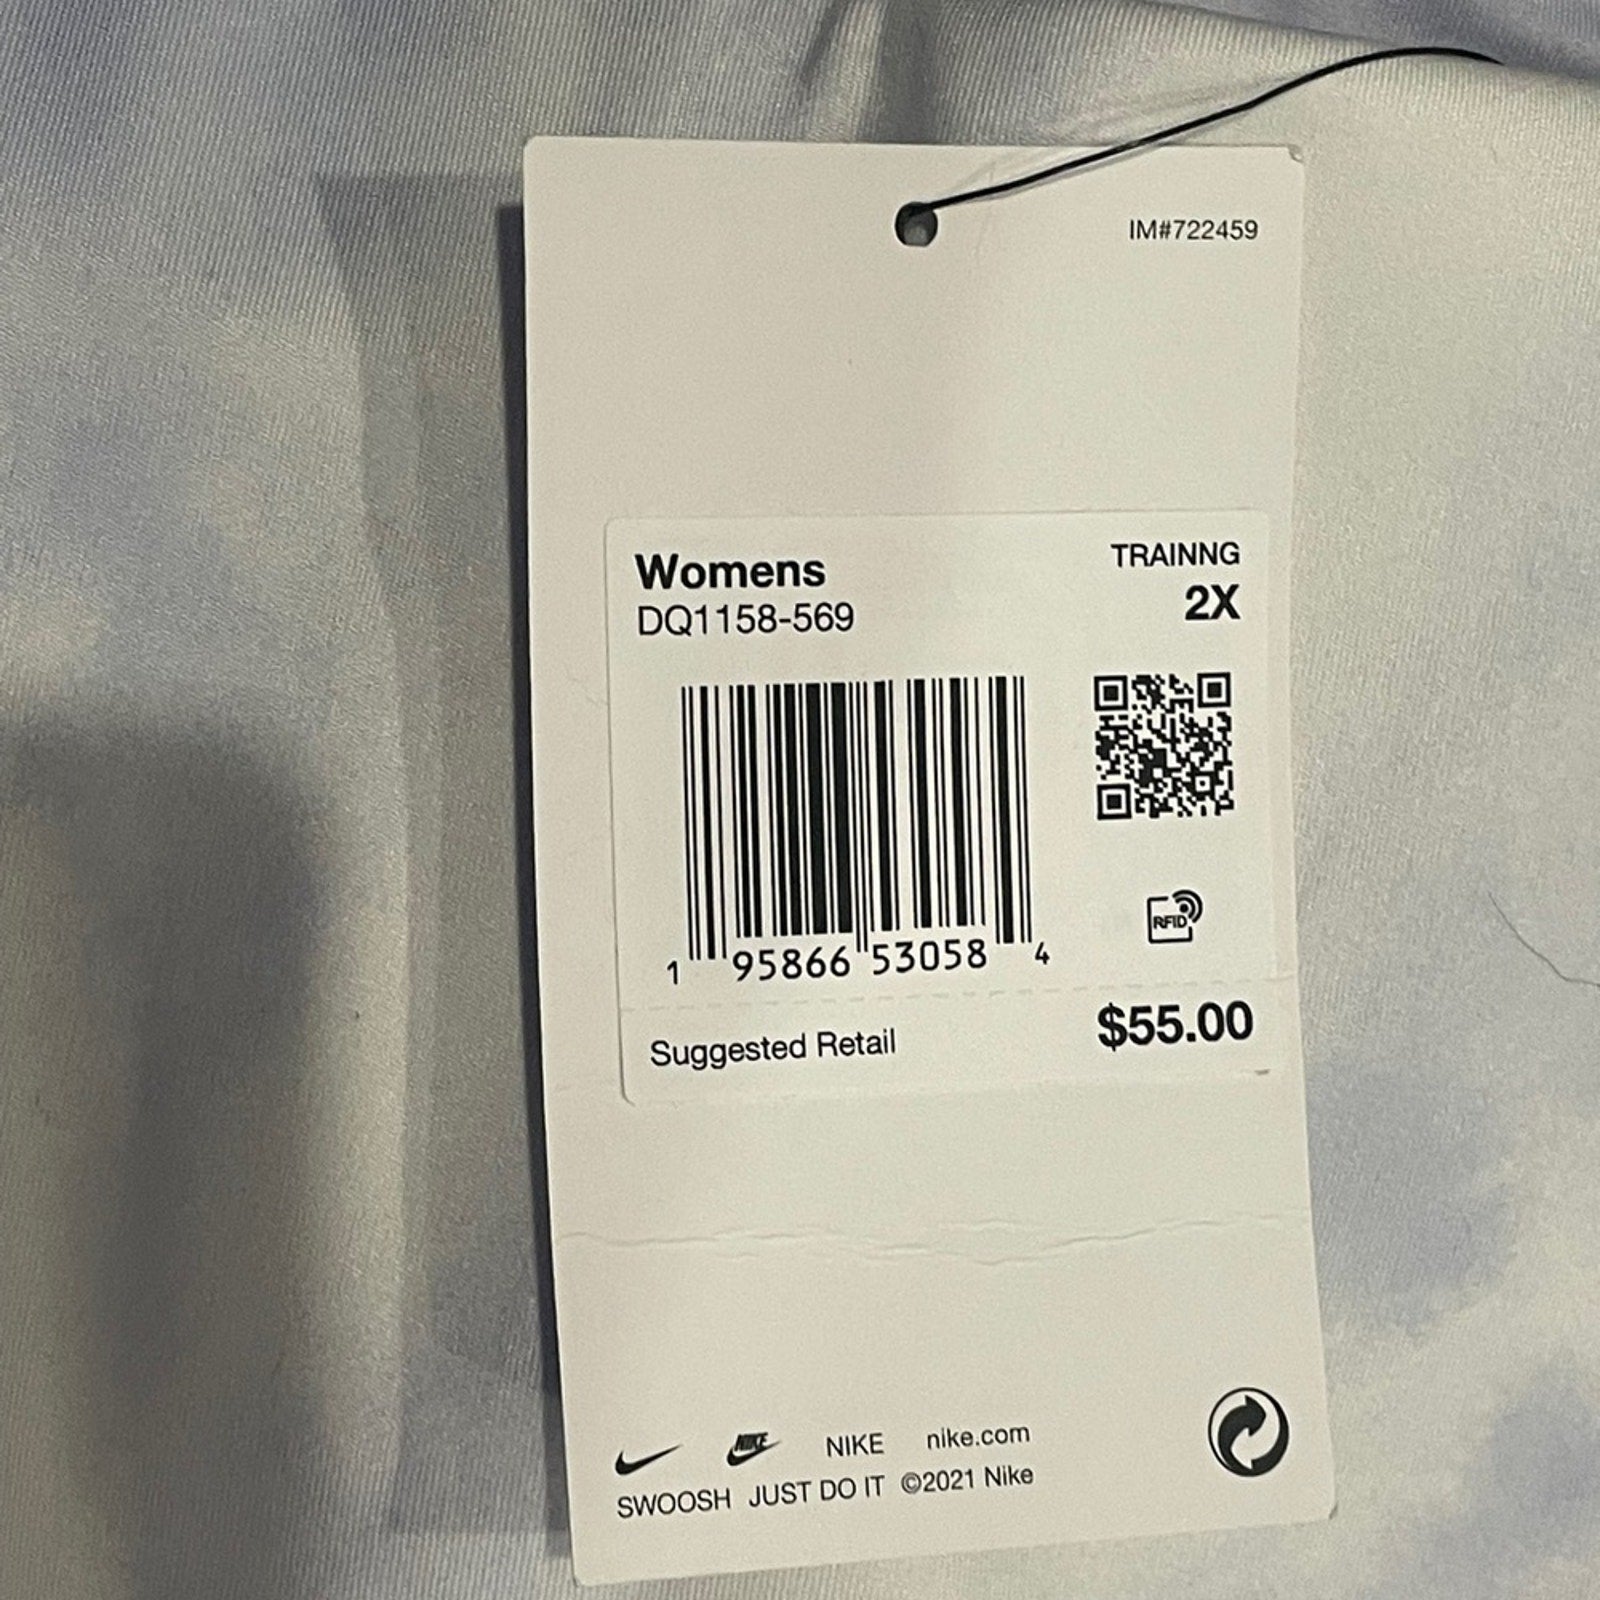 IM#722459
Womens
TRAINNG
DQ1158-569
2X
RFID
1 95866 53058 4
Suggested Retail
$55.00
NIKE NIKE nike.com
SWOOSH JUST DO IT ©2021 Nike